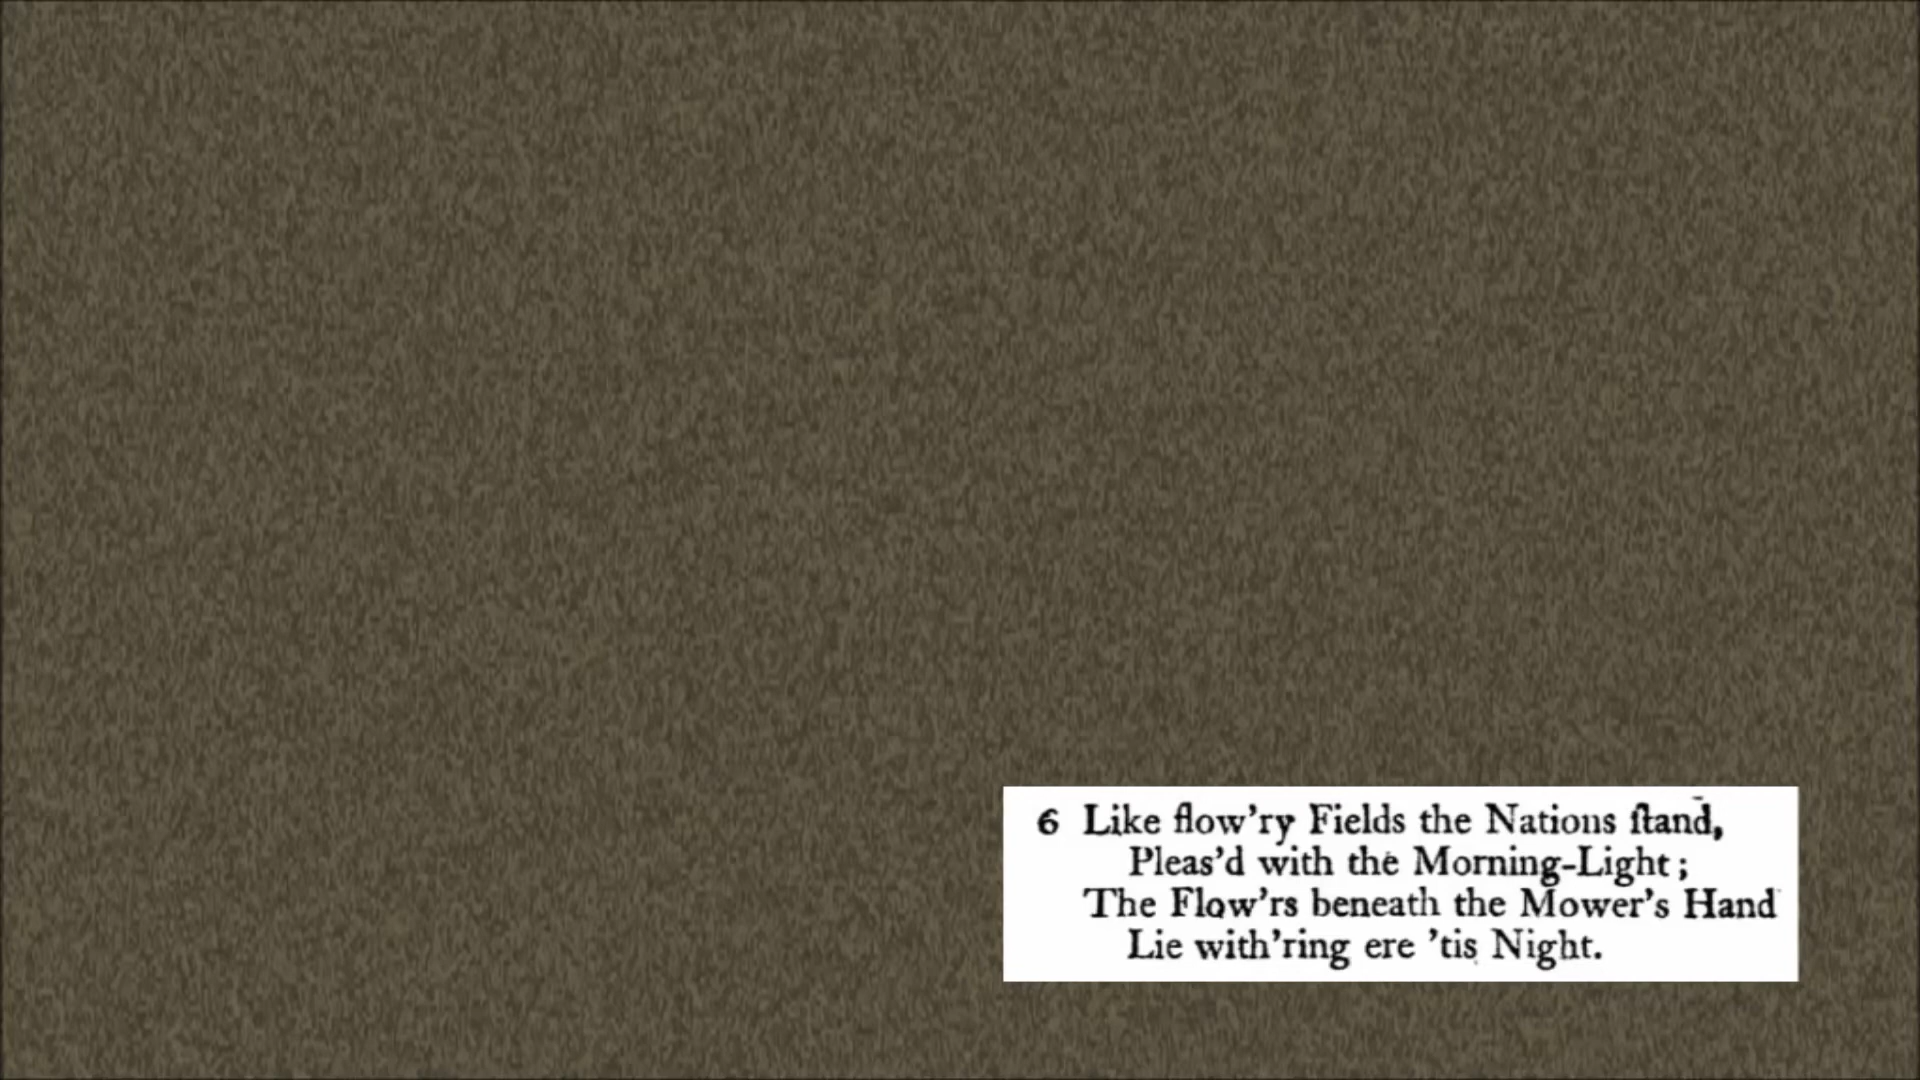 6 Like flow'ry Fields the Nations ſtand,
Pleas'd with the Morning-Light;
The Flow'rs beneath the Mower's Hand
Lie with'ring ere 'tis Night.